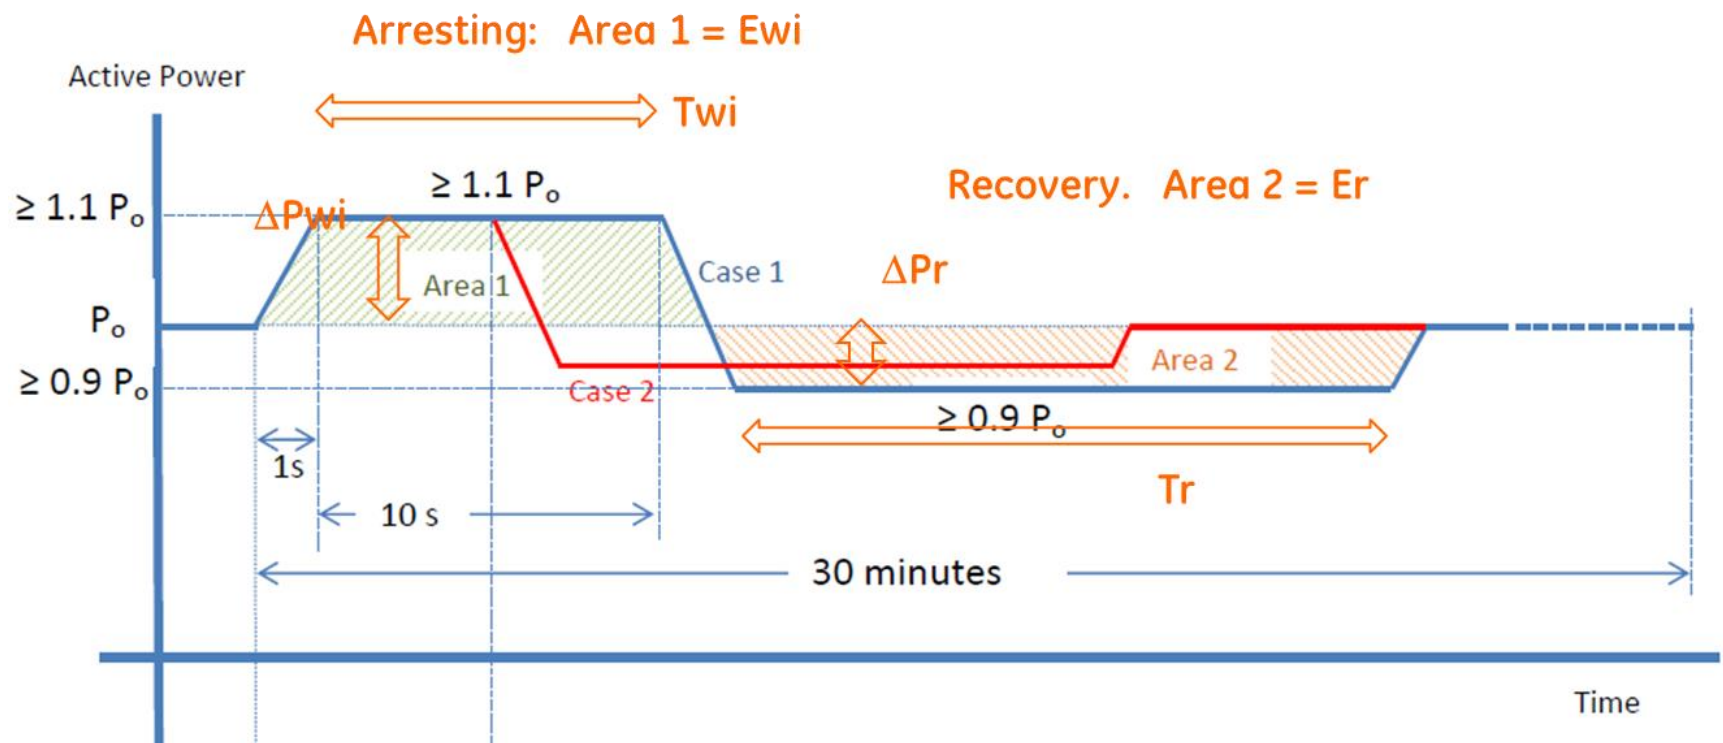 Arresting: Area 1 = Ewi
Active Power
Twi
≥ 1.1 Pₒ
Recovery. Area 2 = Er
≥ 1.1 Pₒ
ΔPwi
Case 1
ΔPr
Area 1
Pₒ
Area 2
≥ 0.9 Pₒ
Case 2
≥ 0.9 Pₒ
1s
Tr
10 s
30 minutes
Time